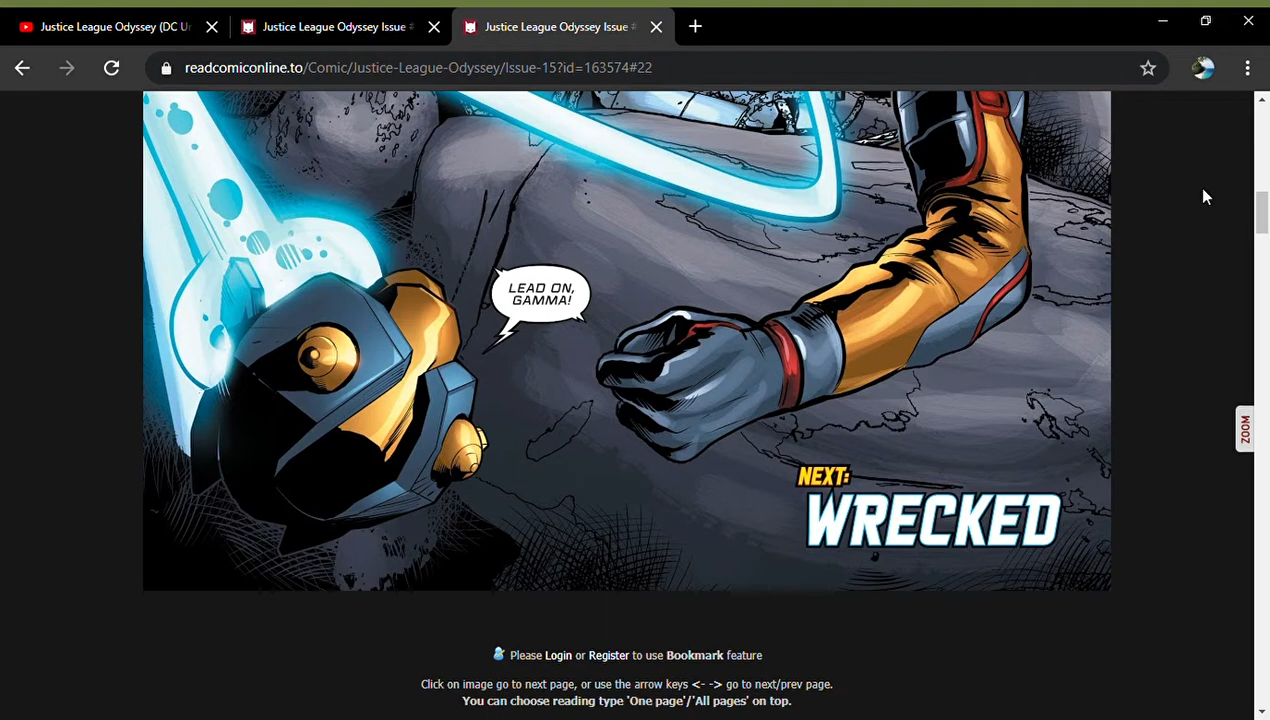 Justice League Odyssey (DC Un
Justice League Odyssey Issue #
Justice League Odyssey Issue #
readcomiconline.to/Comic/Justice-League-Odyssey/Issue-15?id=163574#22
LEAD ON,
GAMMA!
ZOOM
NEXT:
WRECKED
Please Login or Register to use Bookmark feature
Click on image go to next page, or use the arrow keys <- -> go to next/prev page.
You can choose reading type 'One page'/'All pages' on top.